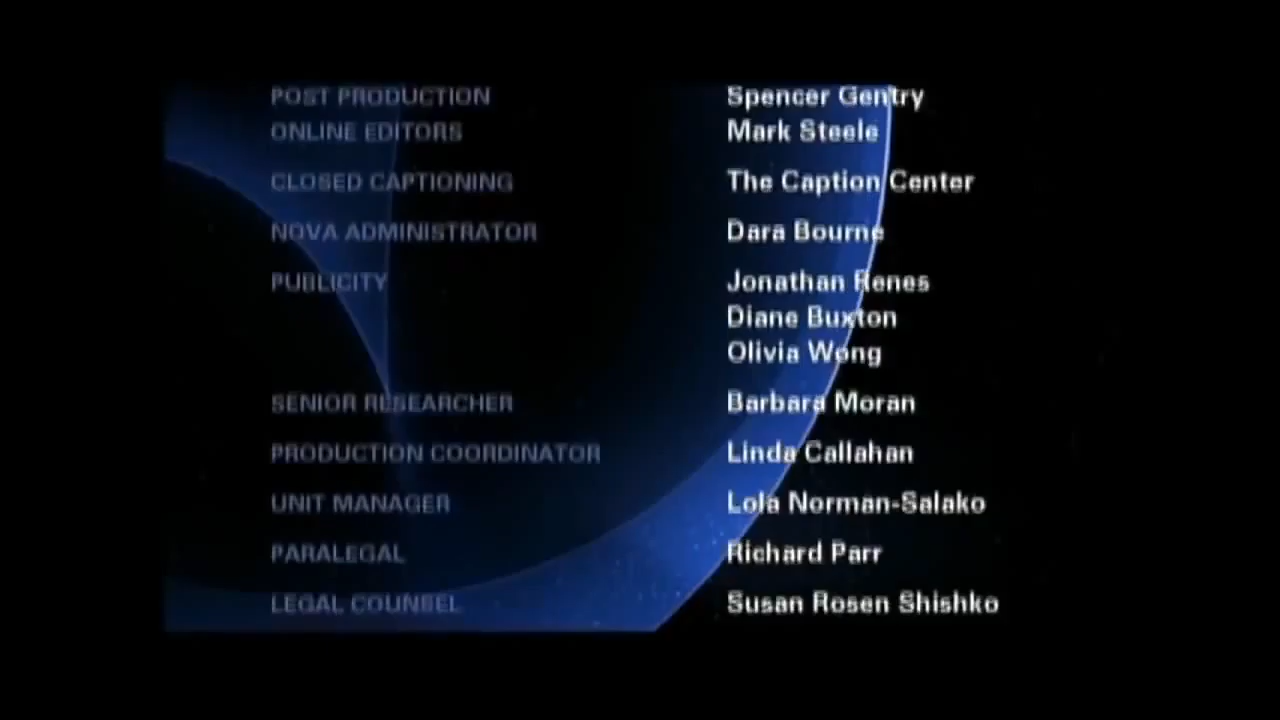 POST PRODUCTION Spencer Gentry
ONLINE EDITORS Mark Steele
CLOSED CAPTIONING The Caption Center
NOVA ADMINISTRATOR Dara Bourne
PUBLICITY Jonathan Renes
Diane Buxton
Olivia Wong
SENIOR RESEARCHER Barbara Moran
PRODUCTION COORDINATOR Linda Callahan
UNIT MANAGER Lola Norman-Salako
PARALEGAL Richard Parr
LEGAL COUNSEL Susan Rosen Shishko